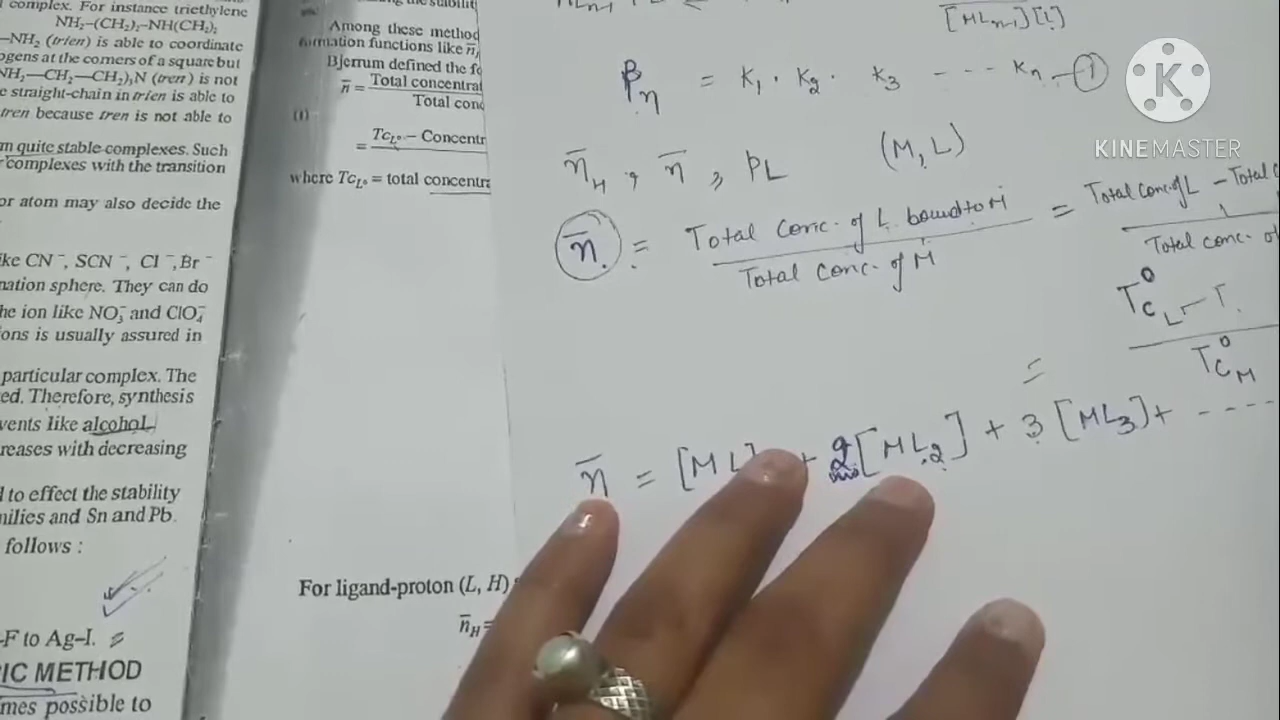 complex. For instance triethylene
NH₂–(CH₂)₂–NH(CH₂)₂
–NH₂ (trien) is able to coordinate
ogens at the corners of a square but
NH₂—CH₂—CH₂)₃N (tren) is not
e straight-chain in trien is able to
tren because tren is not able to
m quite stable complexes. Such
complexes with the transition
or atom may also decide the
ke CN⁻, SCN⁻, Cl⁻, Br⁻
nation sphere. They can do
he ion like NO₃⁻ and ClO₄⁻
ons is usually assured in
particular complex. The
ed. Therefore, synthesis
vents like alcohol.
reases with decreasing
to effect the stability
milies and Sn and Pb.
follows :
-F to Ag–I.
IC METHOD
mes possible to
Among these method
formation functions like n̄,
Bjerrum defined the fo
n̄ = Total concentrat
Total conc
(1)
= Tc_L° – Concentr
where Tc_L° = total concentra
For ligand-proton (L, H)
n̄_H =
[MLₙ₋₁][L]
βₙ = K₁ · K₂ · K₃ ---- Kₙ – ①
n̄_H , n̄ , PL (M, L)
n̄ = Total conc. of L bound to M = Total conc. of L – Total c
Total conc. of M Total conc. of
T_C_L⁰ – T
= T_C_M⁰
n̄ = [ML] + 2[ML₂] + 3[ML₃] + ----
K
KINEMASTER